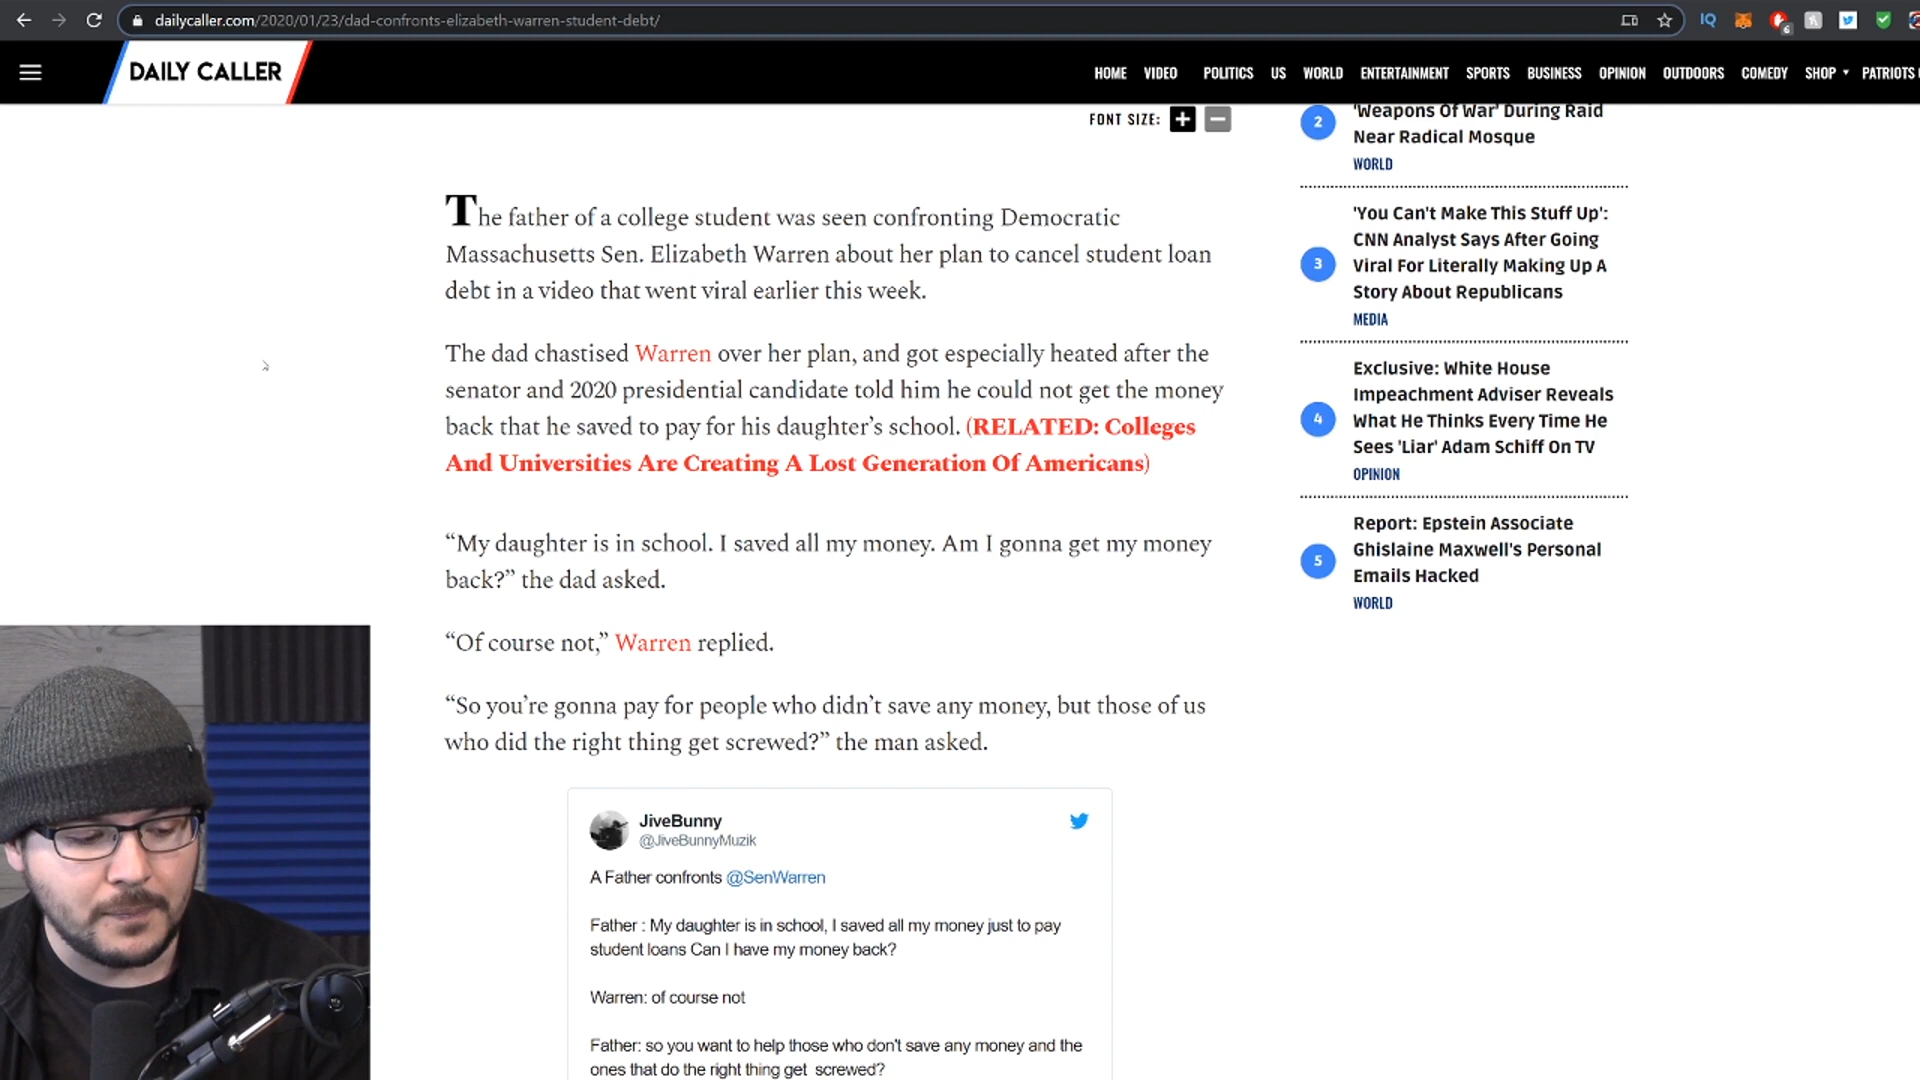 dailycaller.com/2020/01/23/dad-confronts-elizabeth-warren-student-debt/
IQ
6
DAILY CALLER
HOME VIDEO POLITICS US WORLD ENTERTAINMENT SPORTS BUSINESS OPINION OUTDOORS COMEDY SHOP PATRIOTS
FONT SIZE: + −
The father of a college student was seen confronting Democratic
Massachusetts Sen. Elizabeth Warren about her plan to cancel student loan
debt in a video that went viral earlier this week.
The dad chastised Warren over her plan, and got especially heated after the
senator and 2020 presidential candidate told him he could not get the money
back that he saved to pay for his daughter’s school. (RELATED: Colleges
And Universities Are Creating A Lost Generation Of Americans)
“My daughter is in school. I saved all my money. Am I gonna get my money
back?” the dad asked.
“Of course not,” Warren replied.
“So you’re gonna pay for people who didn’t save any money, but those of us
who did the right thing get screwed?” the man asked.
JiveBunny
@JiveBunnyMuzik
A Father confronts @SenWarren
Father : My daughter is in school, I saved all my money just to pay
student loans Can I have my money back?
Warren: of course not
Father: so you want to help those who don't save any money and the
ones that do the right thing get screwed?
2
'Weapons Of War' During Raid
Near Radical Mosque
WORLD
3
'You Can't Make This Stuff Up':
CNN Analyst Says After Going
Viral For Literally Making Up A
Story About Republicans
MEDIA
4
Exclusive: White House
Impeachment Adviser Reveals
What He Thinks Every Time He
Sees 'Liar' Adam Schiff On TV
OPINION
5
Report: Epstein Associate
Ghislaine Maxwell's Personal
Emails Hacked
WORLD